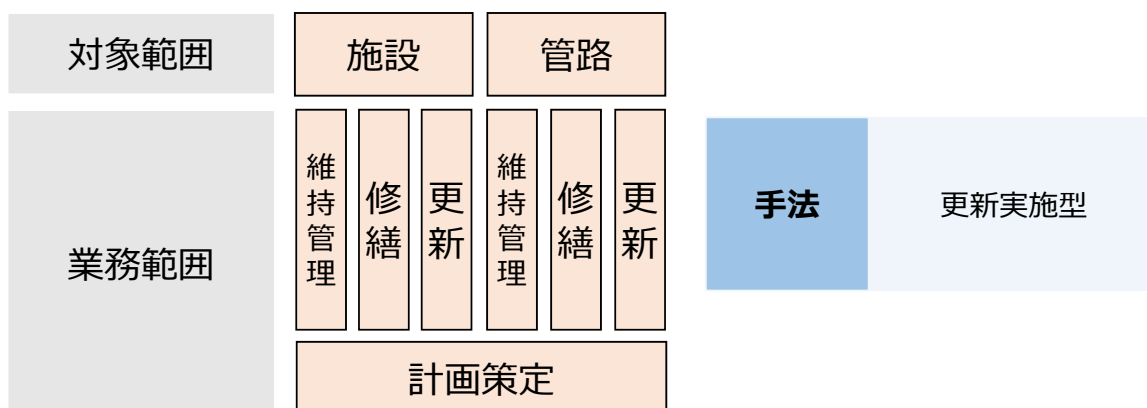 対象範囲
施設
管路
業務範囲
維持管理
修繕
更新
維持管理
修繕
更新
計画策定
手法
更新実施型